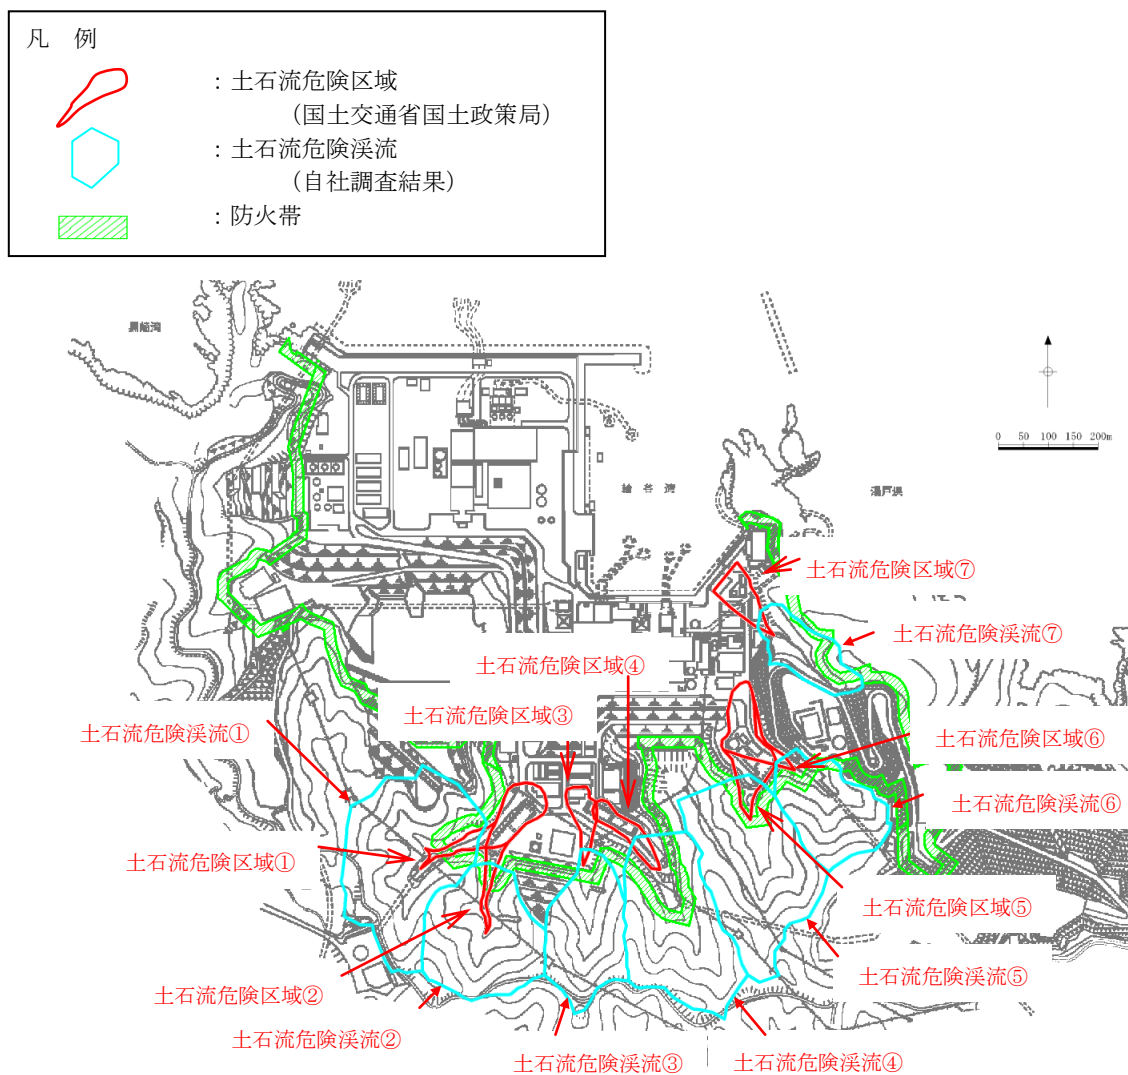 凡　例
：土石流危険区域
（国土交通省国土政策局）
：土石流危険渓流
（自社調査結果）
：防火帯
0 50 100 150 200m
輪谷湾
土石流危険区域⑦
土石流危険渓流⑦
土石流危険区域④
土石流危険区域③
土石流危険渓流①
土石流危険区域⑥
土石流危険渓流⑥
土石流危険区域①
土石流危険区域⑤
土石流危険渓流⑤
土石流危険区域②
土石流危険渓流②
土石流危険渓流③
土石流危険渓流④